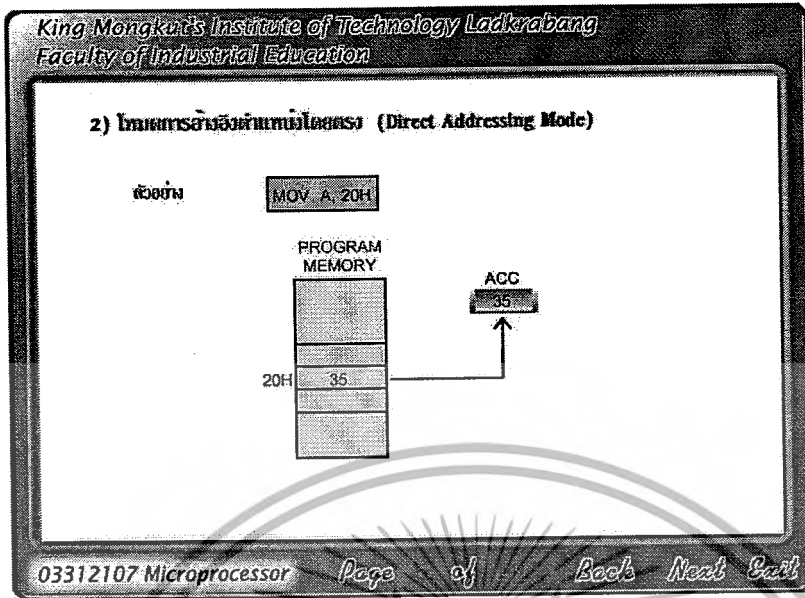 King Mongkut's Institute of Technology Ladkrabang
Faculty of Industrial Education
2) โหมดการอ้างอิงตำแหน่งโดยตรง (Direct Addressing Mode)
ตัวอย่าง
MOV A, 20H
PROGRAM
MEMORY
ACC
35
20H 35
03312107 Microprocessor Page of Back Next Exit